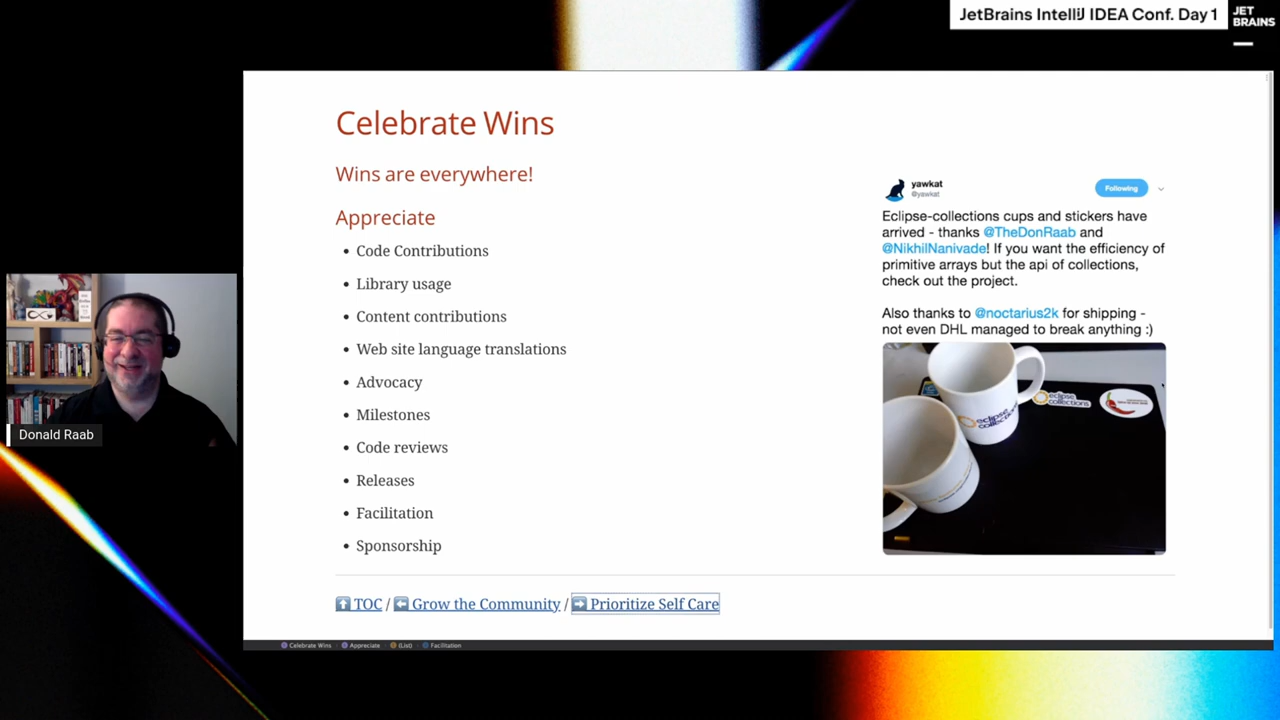 JetBrains IntelliJ IDEA Conf. Day 1
JET
BRAINS
Celebrate Wins
Wins are everywhere!
Appreciate
• Code Contributions
• Library usage
• Content contributions
• Web site language translations
• Advocacy
• Milestones
• Code reviews
• Releases
• Facilitation
• Sponsorship
TOC / Grow the Community / Prioritize Self Care
yawkat
@yawkat
Following
Eclipse-collections cups and stickers have
arrived - thanks @TheDonRaab and
@NikhilNanivade! If you want the efficiency of
primitive arrays but the api of collections,
check out the project.
Also thanks to @noctarius2k for shipping -
not even DHL managed to break anything :)
eclipse
collections
eclipse
collections
Donald Raab
Celebrate Wins
Appreciate
(List)
Facilitation